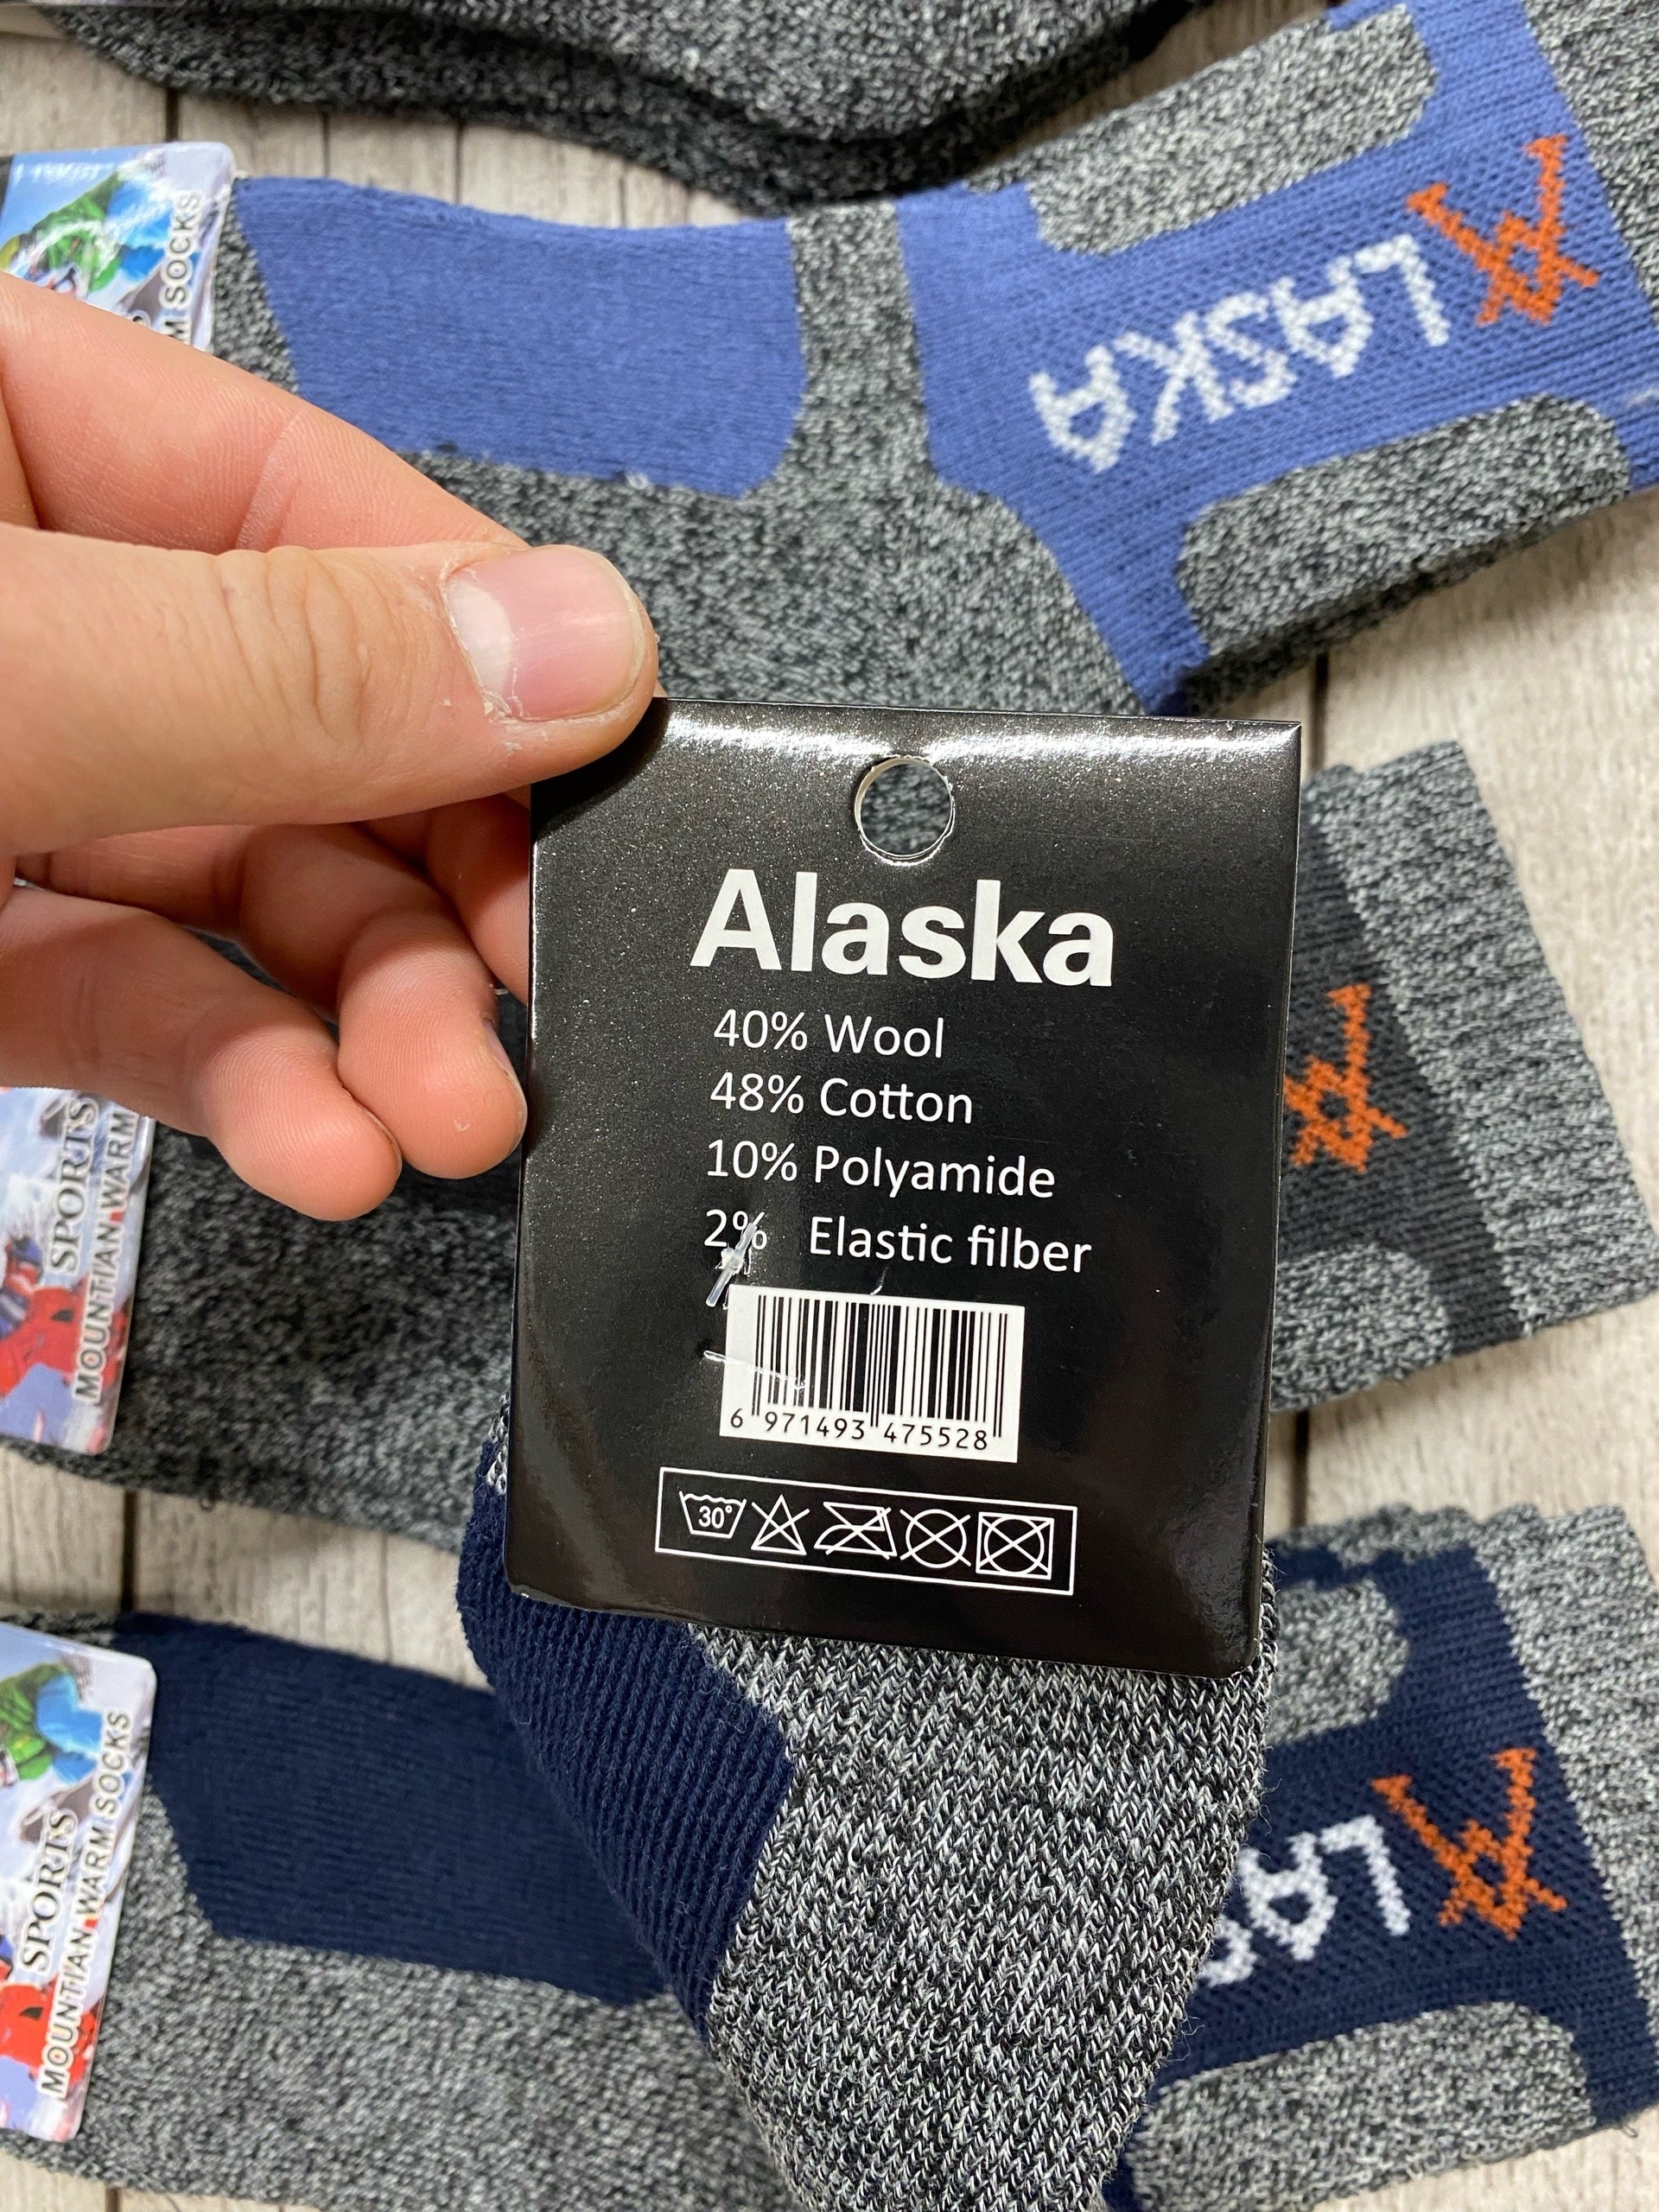 M SOCKS
LASKA
Alaska
40% Wool
48% Cotton
10% Polyamide
2% Elastic filber
6 971493 475528
30°
SPORTS
MOUNTIAN WARM
SPORTS
MOUNTIAN WARM SOCKS
LAS